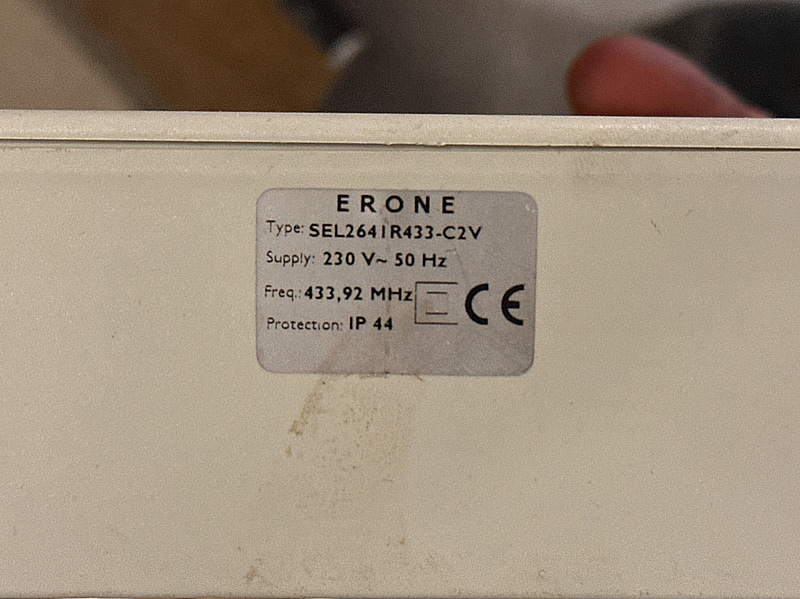 ERONE
Type: SEL2641R433-C2V
Supply: 230 V~ 50 Hz
Freq.: 433,92 MHz
CE
Protection: IP 44